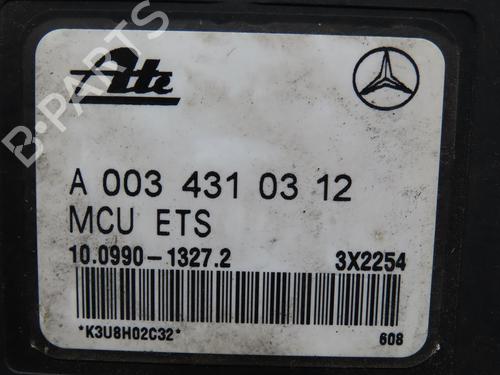 Ate
A 003 431 03 12
MCU ETS
10.0990-1327.2 3X2254
*K3U8H02C32* 608
B-PARTS